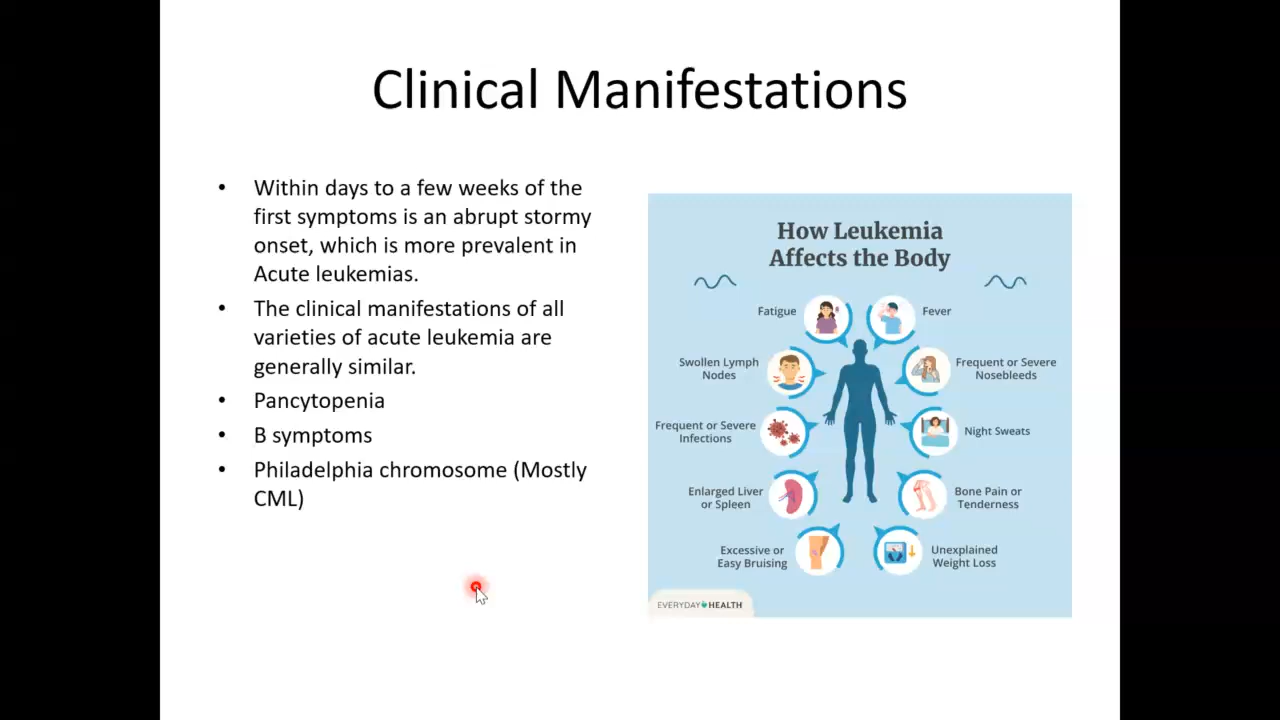 Clinical Manifestations
• Within days to a few weeks of the
first symptoms is an abrupt stormy
onset, which is more prevalent in
Acute leukemias.
• The clinical manifestations of all
varieties of acute leukemia are
generally similar.
• Pancytopenia
• B symptoms
• Philadelphia chromosome (Mostly
CML)
How Leukemia
Affects the Body
Fatigue
Fever
Swollen Lymph
Nodes
Frequent or Severe
Nosebleeds
Frequent or Severe
Infections
Night Sweats
Enlarged Liver
or Spleen
Bone Pain or
Tenderness
Excessive or
Easy Bruising
Unexplained
Weight Loss
EVERYDAY HEALTH